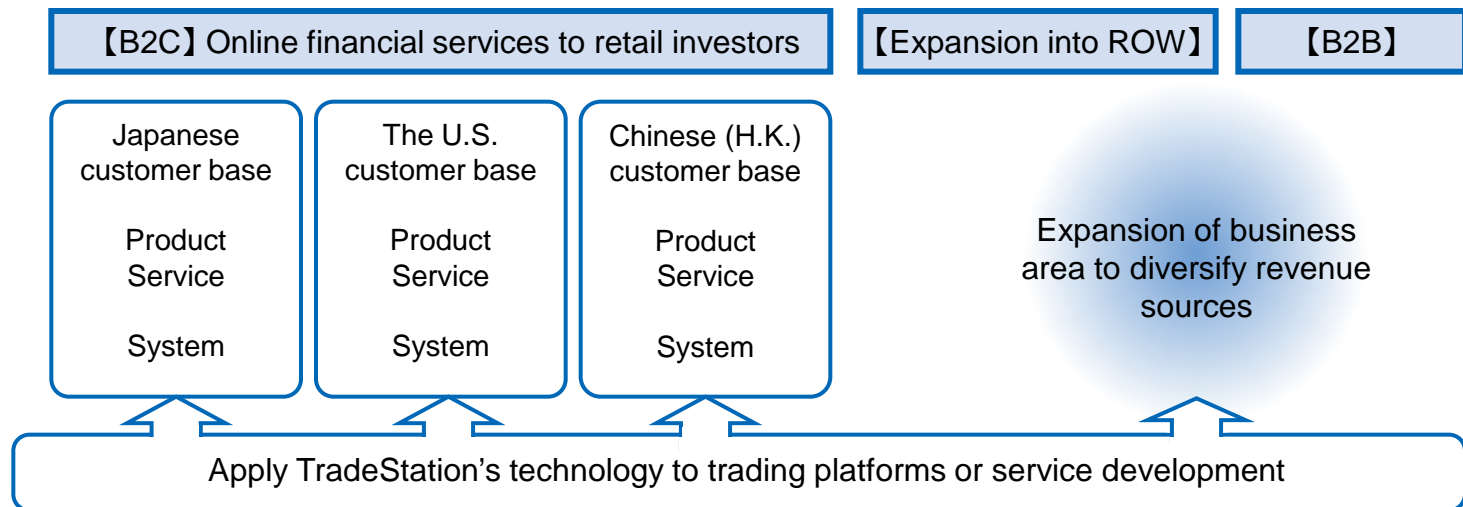 【B2C】Online financial services to retail investors
【Expansion into ROW】
【B2B】
Japanese
customer base
Product
Service
System
The U.S.
customer base
Product
Service
System
Chinese (H.K.)
customer base
Product
Service
System
Expansion of business
area to diversify revenue
sources
Apply TradeStation’s technology to trading platforms or service development